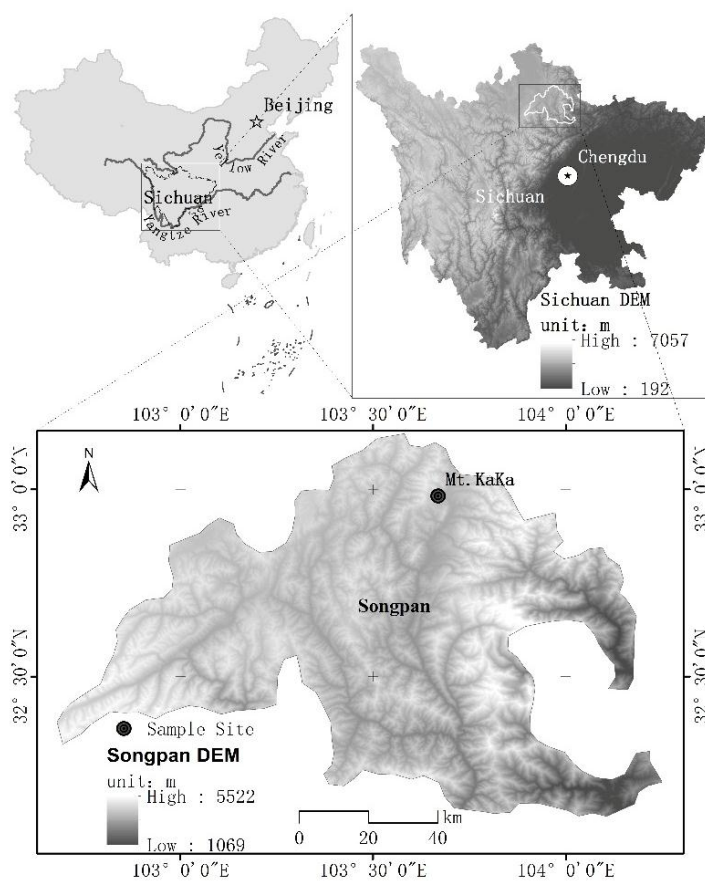 Beijing
Yellow River
Sichuan
Yangtze River
Chengdu
Sichuan
Sichuan DEM
unit: m
High : 7057
Low : 192
103° 0′ 0″E
103° 30′ 0″E
104° 0′ 0″E
N
Mt.KaKa
33° 0′ 0″N
33° 0′ 0″N
Songpan
32° 30′ 0″N
32° 30′ 0″N
Sample Site
Songpan DEM
unit: m
High : 5522
Low : 1069
km
0 20 40
103° 0′ 0″E
103° 30′ 0″E
104° 0′ 0″E